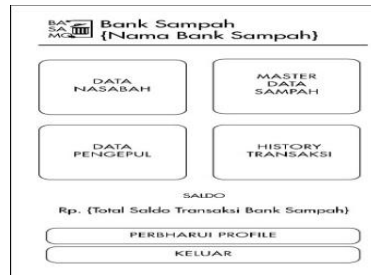 BA
SA
MO
Bank Sampah
{Nama Bank Sampah}
DATA
NASABAH
MASTER
DATA
SAMPAH
DATA
PENGEPUL
HISTORY
TRANSAKSI
SALDO
Rp. {Total Saldo Transaksi Bank Sampah}
PERBHARUI PROFILE
KELUAR